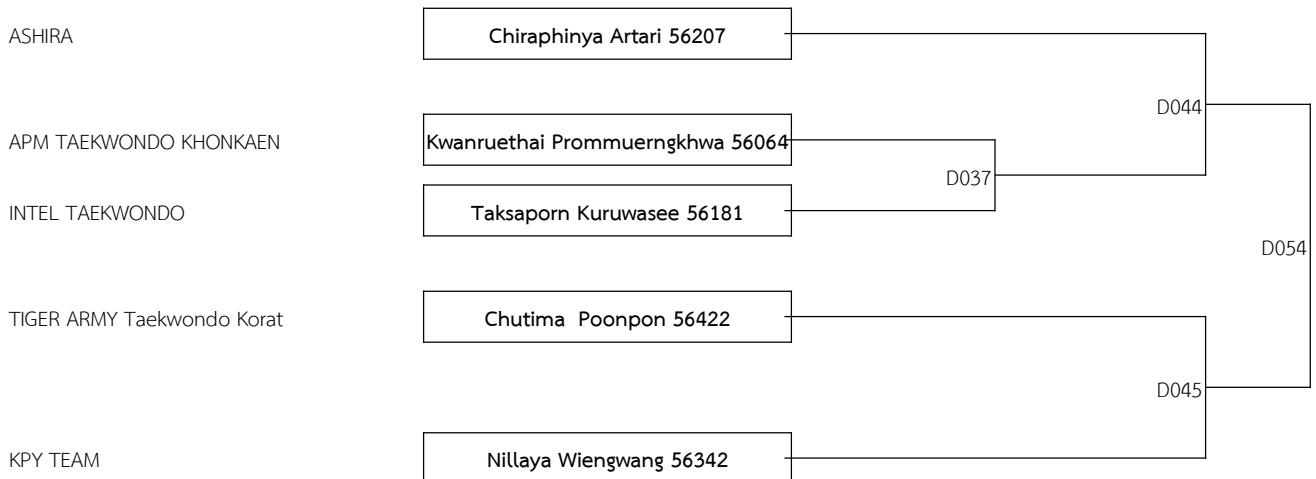 ASHIRA
Chiraphinya Artari 56207
D044
APM TAEKWONDO KHONKAEN
Kwanruethai Prommuerngkhwa 56064
D037
INTEL TAEKWONDO
Taksaporn Kuruwasee 56181
D054
TIGER ARMY Taekwondo Korat
Chutima  Poonpon 56422
D045
KPY TEAM
Nillaya Wiengwang 56342